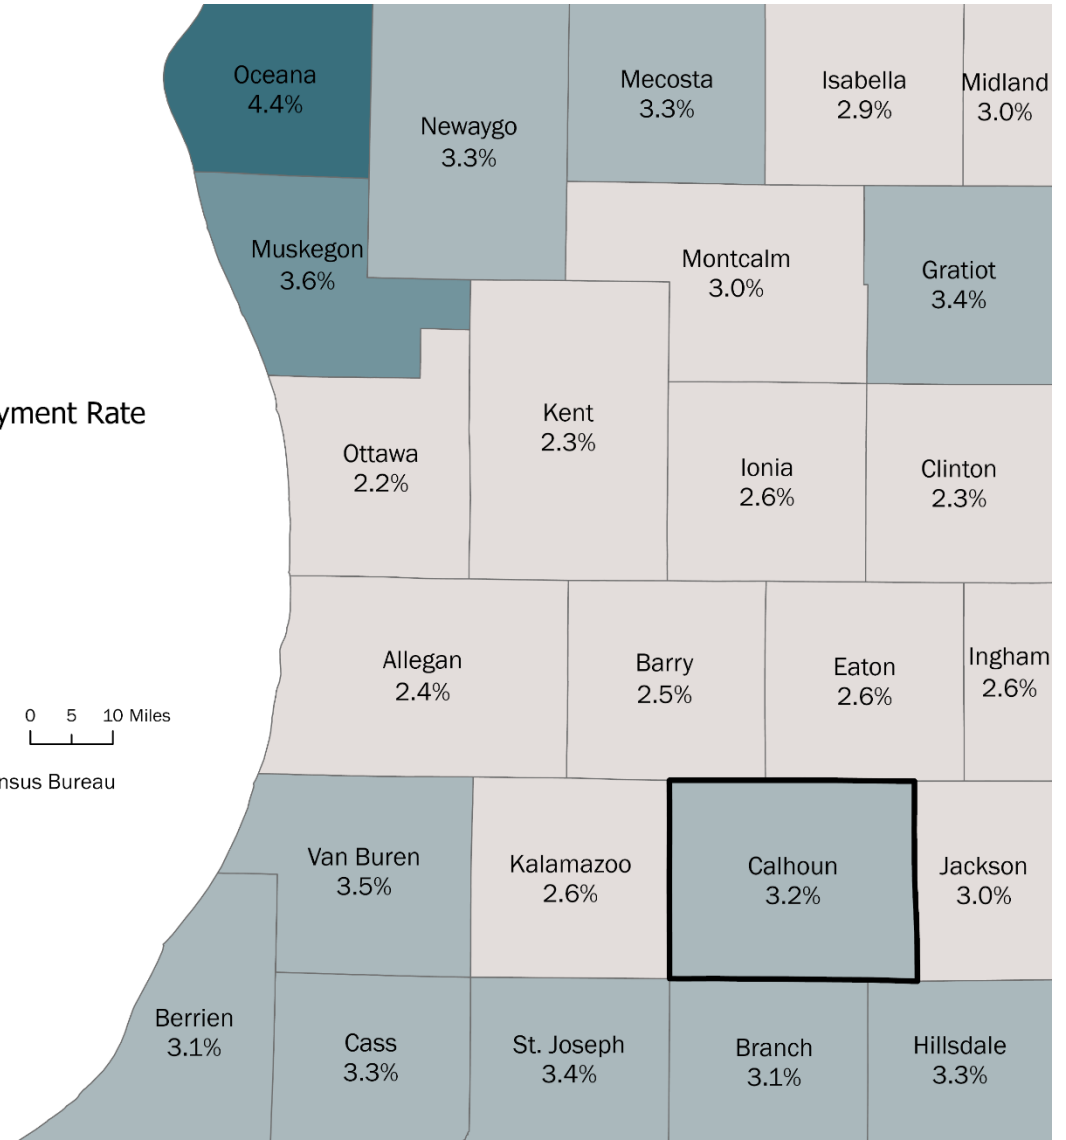 Oceana
4.4%
Newaygo
3.3%
Mecosta
3.3%
Isabella
2.9%
Midland
3.0%
Muskegon
3.6%
Montcalm
3.0%
Gratiot
3.4%
yment Rate
Ottawa
2.2%
Kent
2.3%
Ionia
2.6%
Clinton
2.3%
Allegan
2.4%
Barry
2.5%
Eaton
2.6%
Ingham
2.6%
0 5 10 Miles
nsus Bureau
Van Buren
3.5%
Kalamazoo
2.6%
Calhoun
3.2%
Jackson
3.0%
Berrien
3.1%
Cass
3.3%
St. Joseph
3.4%
Branch
3.1%
Hillsdale
3.3%